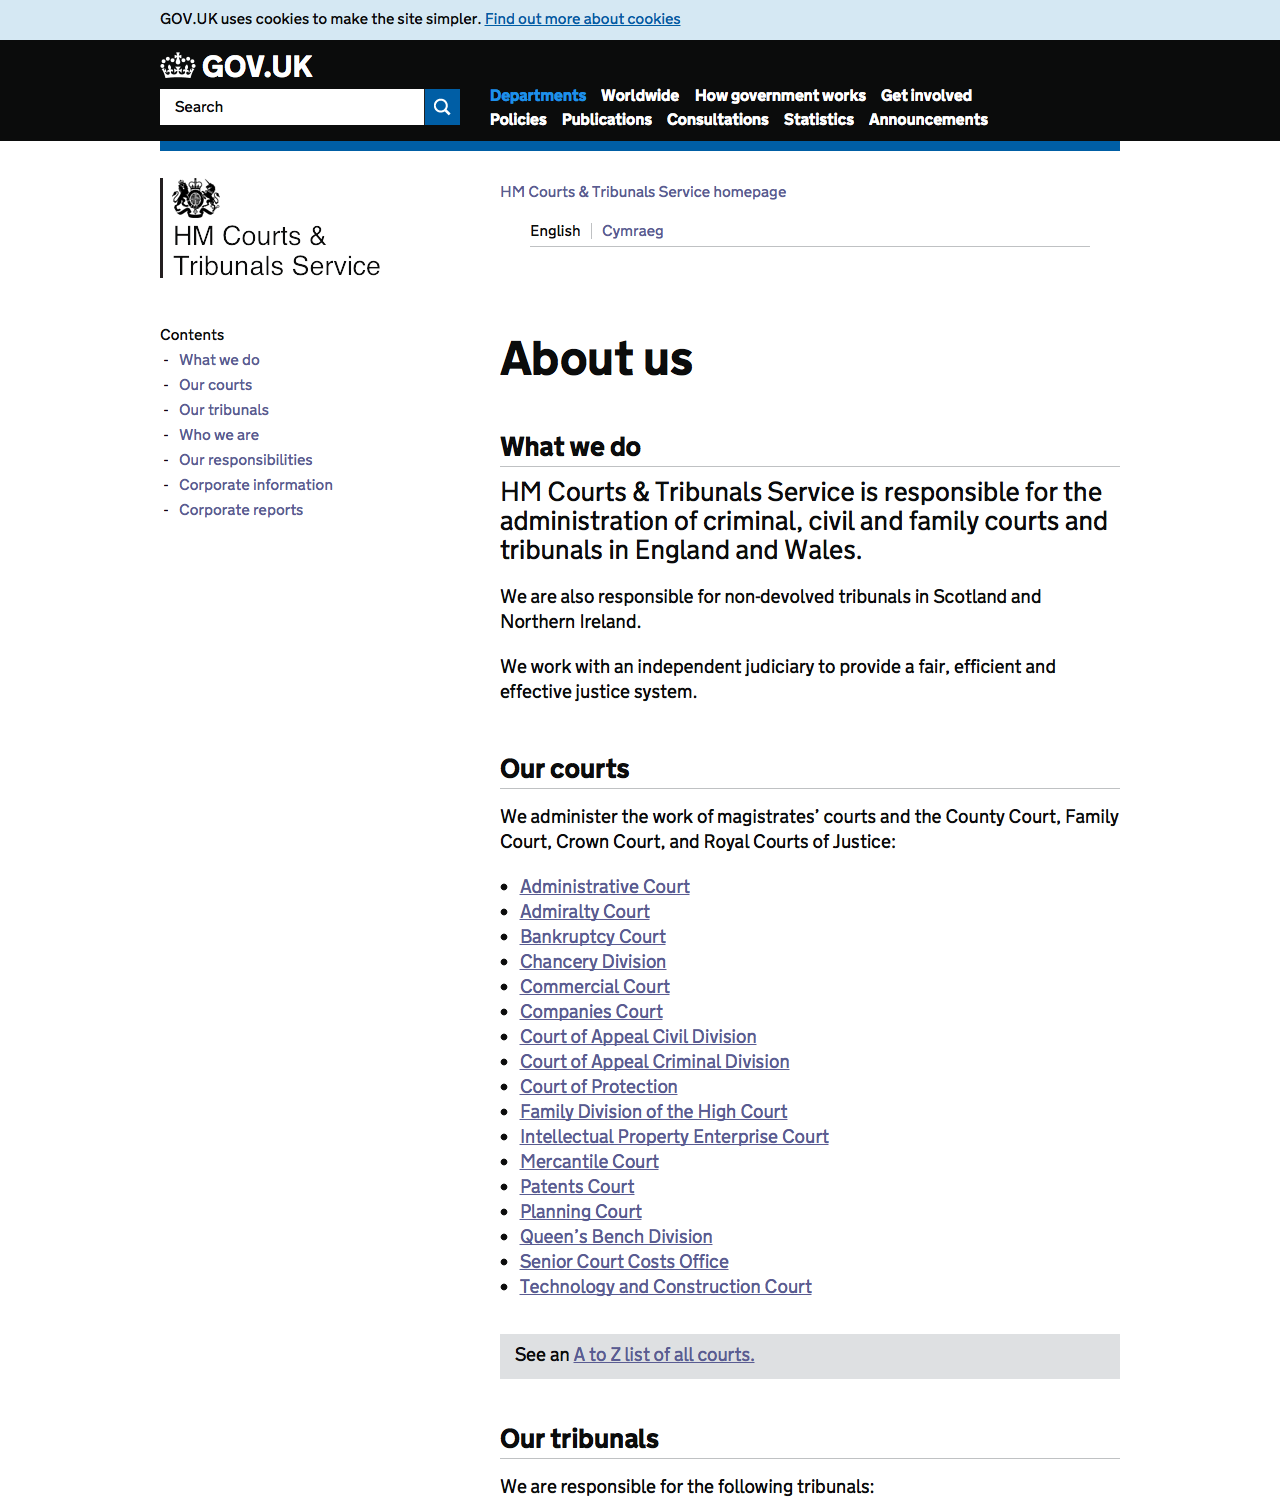 GOV.UK uses cookies to make the site simpler. Find out more about cookies
GOV.UK
Search
Departments Worldwide How government works Get involved
Policies Publications Consultations Statistics Announcements
HM Courts &
Tribunals Service
HM Courts & Tribunals Service homepage
English Cymraeg
Contents
- What we do
- Our courts
- Our tribunals
- Who we are
- Our responsibilities
- Corporate information
- Corporate reports
About us
What we do
HM Courts & Tribunals Service is responsible for the
administration of criminal, civil and family courts and
tribunals in England and Wales.
We are also responsible for non-devolved tribunals in Scotland and
Northern Ireland.
We work with an independent judiciary to provide a fair, efficient and
effective justice system.
Our courts
We administer the work of magistrates’ courts and the County Court, Family
Court, Crown Court, and Royal Courts of Justice:
• Administrative Court
• Admiralty Court
• Bankruptcy Court
• Chancery Division
• Commercial Court
• Companies Court
• Court of Appeal Civil Division
• Court of Appeal Criminal Division
• Court of Protection
• Family Division of the High Court
• Intellectual Property Enterprise Court
• Mercantile Court
• Patents Court
• Planning Court
• Queen’s Bench Division
• Senior Court Costs Office
• Technology and Construction Court
See an A to Z list of all courts.
Our tribunals
We are responsible for the following tribunals: